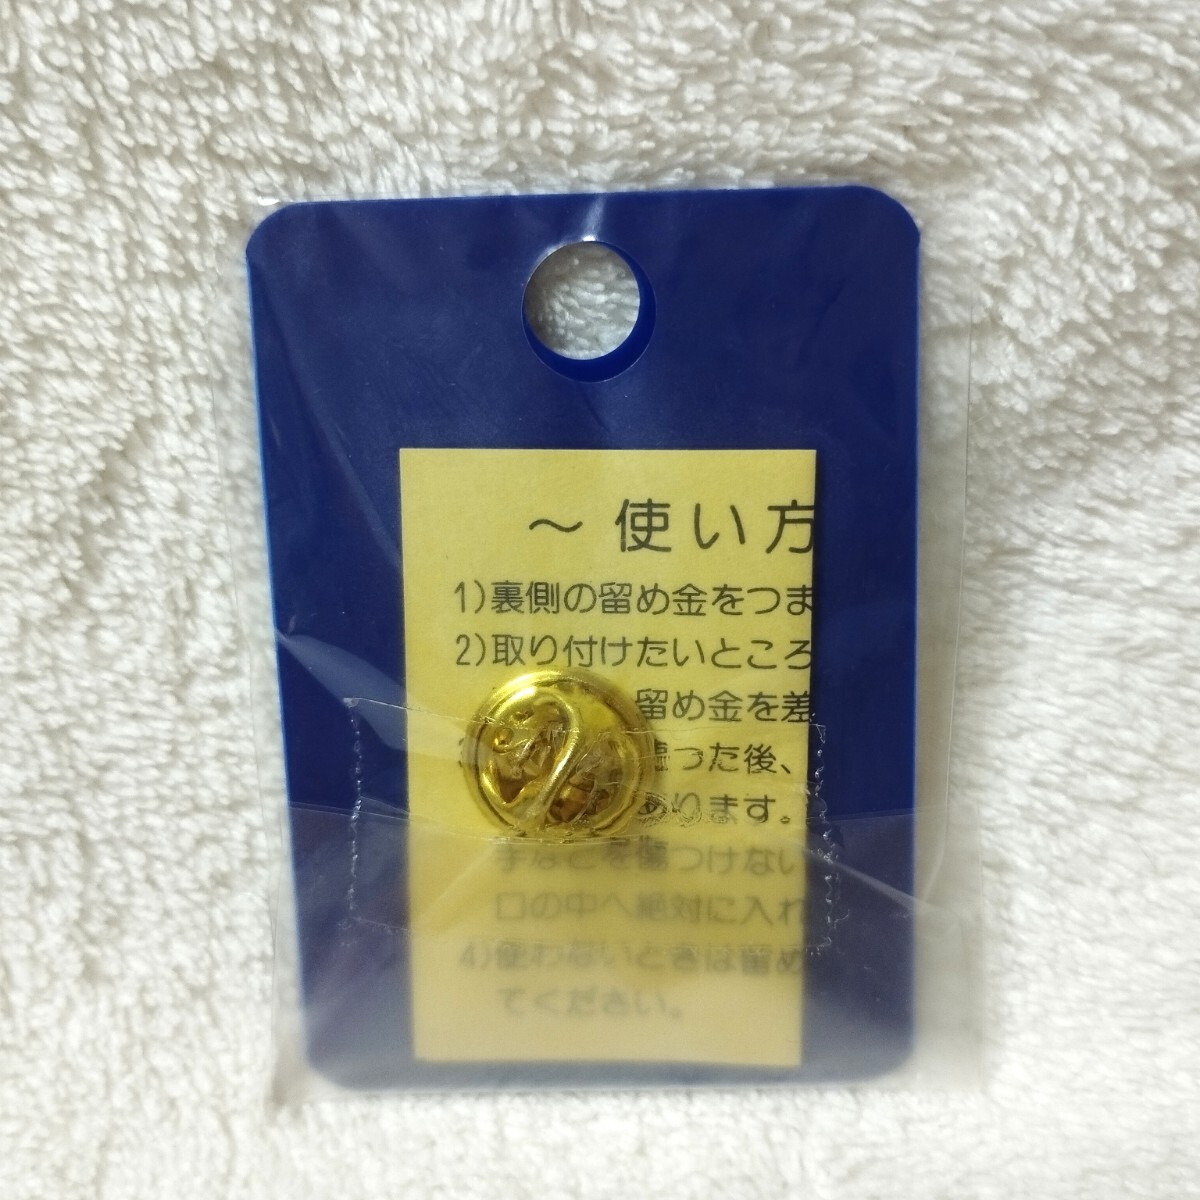 ～使い方
1)裏側の留め金をつま
2)取り付けたいところ
留め金を差
った後、
あります。
手などを傷つけない
口の中へ絶対に入れ
4)使わないときは留め
てください。